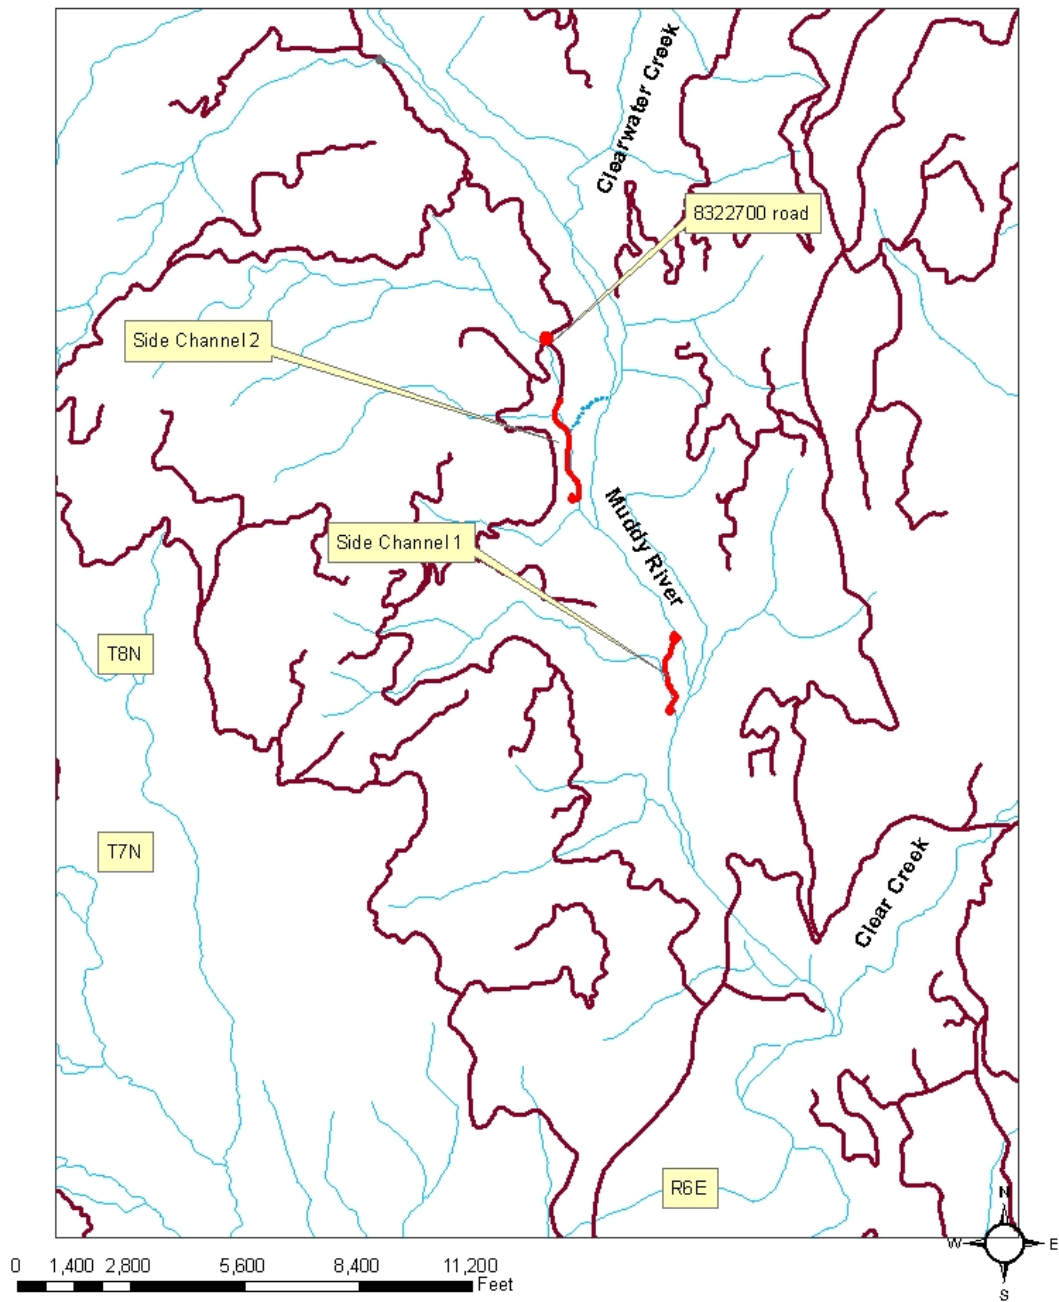 Clearwater Creek
8322700 road
Side Channel 2
Muddy River
Side Channel 1
T8N
T7N
Clear Creek
R6E
N
W E
S
0 1,400 2,800 5,600 8,400 11,200
Feet